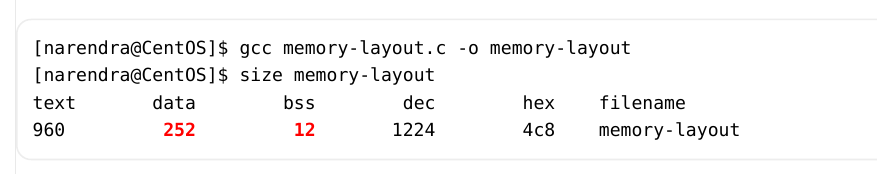 [narendra@CentOS]$ gcc memory-layout.c -o memory-layout
[narendra@CentOS]$ size memory-layout
text       data        bss        dec        hex    filename
960        252         12       1224        4c8    memory-layout